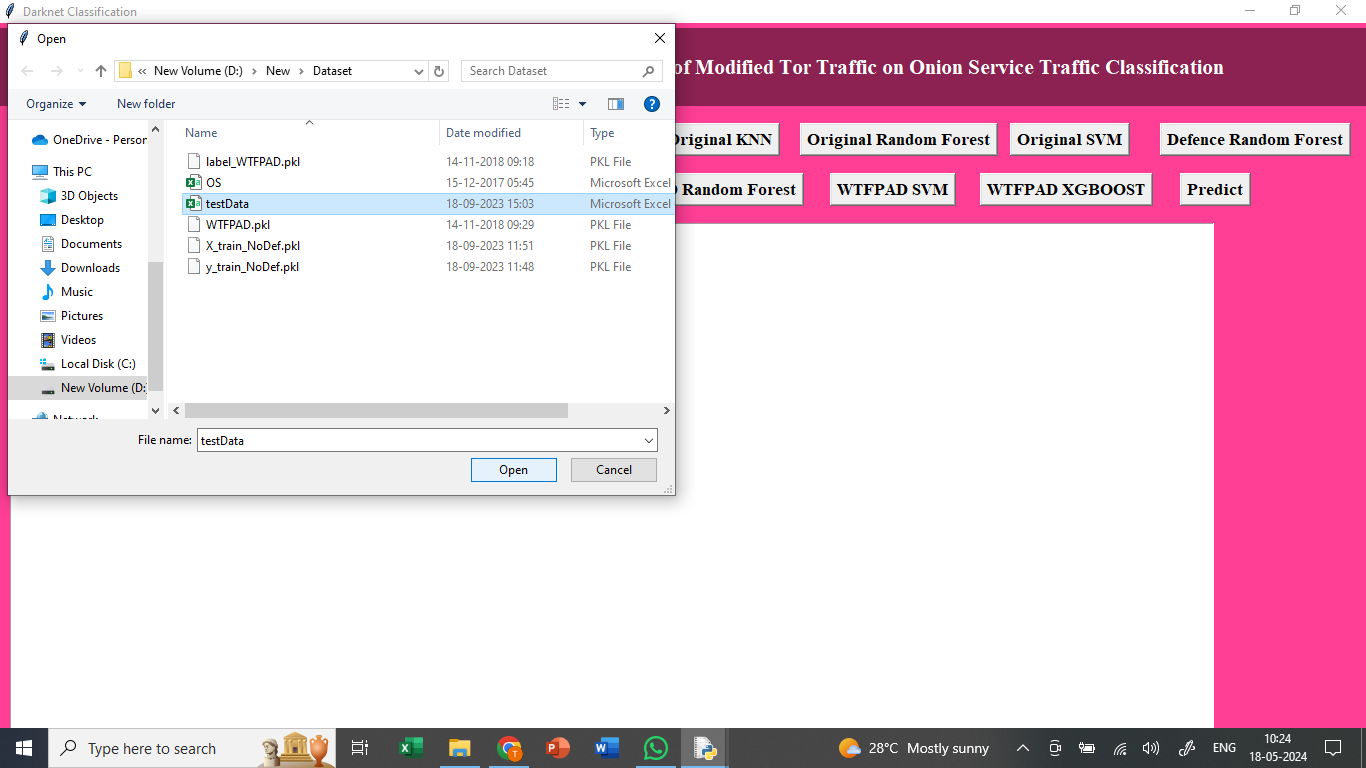 Darknet Classification
Open
« New Volume (D:) › New › Dataset
Search Dataset
of Modified Tor Traffic on Onion Service Traffic Classification
Organize
New folder
Original KNN
Original Random Forest
Original SVM
Defence Random Forest
Random Forest
WTFPAD SVM
WTFPAD XGBOOST
Predict
OneDrive - Person
This PC
3D Objects
Desktop
Documents
Downloads
Music
Pictures
Videos
Local Disk (C:)
New Volume (D:
Network
Name Date modified Type
label_WTFPAD.pkl 14-11-2018 09:18 PKL File
OS 15-12-2017 05:45 Microsoft Excel
testData 18-09-2023 15:03 Microsoft Excel
WTFPAD.pkl 14-11-2018 09:29 PKL File
X_train_NoDef.pkl 18-09-2023 11:51 PKL File
y_train_NoDef.pkl 18-09-2023 11:48 PKL File
File name: testData
Open Cancel
Type here to search
28°C Mostly sunny
ENG
10:24
18-05-2024